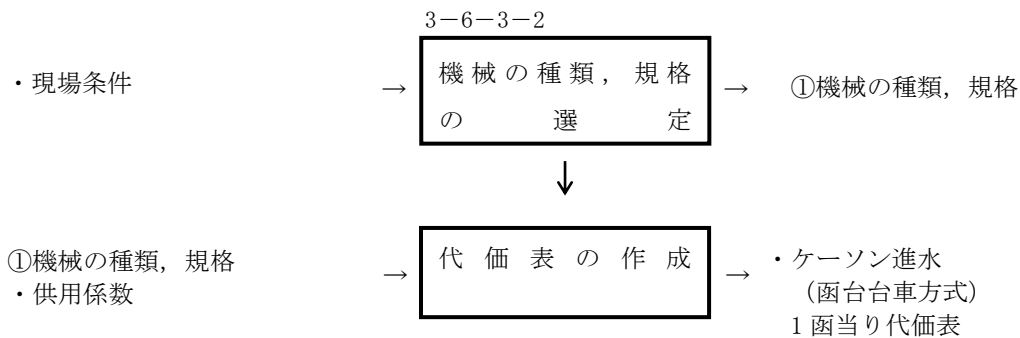 3－6－3－2
・現場条件 → 機械の種類，規格 → ①機械の種類，規格
の選定
↓
①機械の種類，規格 → 代価表の作成 → ・ケーソン進水
・供用係数 （函台台車方式）
1函当り代価表